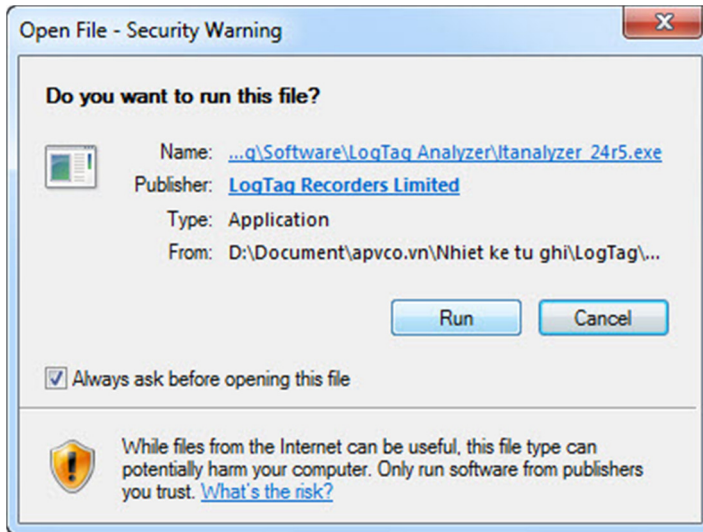 Open File - Security Warning
Do you want to run this file?
Name: ...g\Software\LogTag Analyzer\ltanalyzer_24r5.exe
Publisher: LogTag Recorders Limited
Type: Application
From: D:\Document\apvco.vn\Nhiet ke tu ghi\LogTag\...
Run Cancel
Always ask before opening this file
While files from the Internet can be useful, this file type can
potentially harm your computer. Only run software from publishers
you trust. What's the risk?